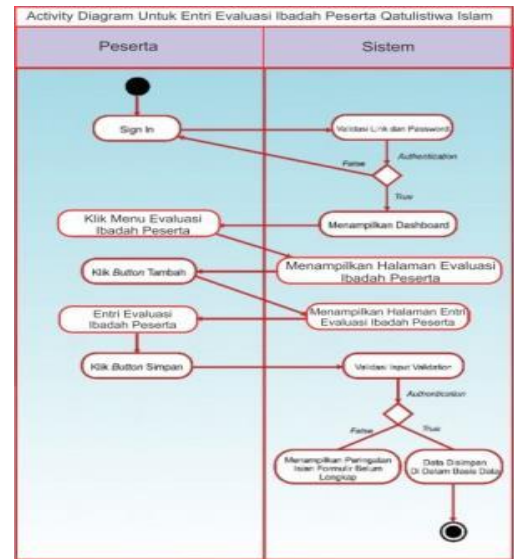 Activity Diagram Untuk Entri Evaluasi Ibadah Peserta Qatulistiwa Islam
Peserta
Sistem
Sign In
Validasi Link dan Password
False
Authentication
True
Klik Menu Evaluasi
Ibadah Peserta
Menampilkan Dashboard
Klik Button Tambah
Menampilkan Halaman Evaluasi
Ibadah Peserta
Entri Evaluasi
Ibadah Peserta
Menampilkan Halaman Entri
Evaluasi Ibadah Peserta
Klik Button Simpan
Validasi Input Validation
Authentication
False
True
Menampilkan Peringatan
Isian Formulir Belum
Lengkap
Data Disimpan
Di Dalam Basis Data